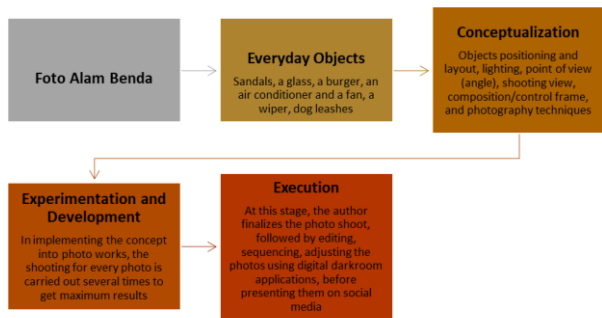 Foto Alam Benda
Everyday Objects
Sandals, a glass, a burger, an
air conditioner and a fan, a
wiper, dog leashes
Conceptualization
Objects positioning and
layout, lighting, point of view
(angle), shooting view,
composition/control frame,
and photography techniques
Experimentation and
Development
In implementing the concept
into photo works, the
shooting for every photo is
carried out several times to
get maximum results
Execution
At this stage, the author
finalizes the photo shoot,
followed by editing,
sequencing, adjusting the
photos using digital darkroom
applications, before
presenting them on social
media